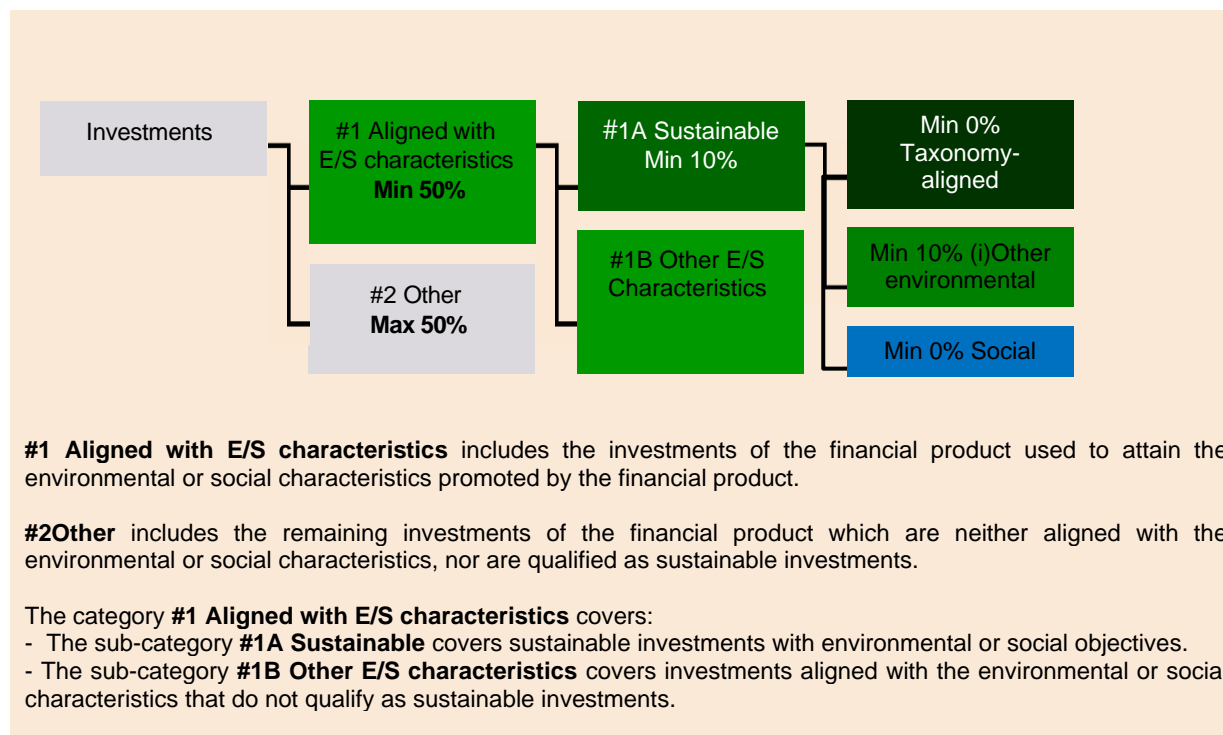 Investments
#1 Aligned with
E/S characteristics
Min 50%
#2 Other
Max 50%
#1A Sustainable
Min 10%
#1B Other E/S
Characteristics
Min 0%
Taxonomy-
aligned
Min 10% (i)Other
environmental
Min 0% Social
#1 Aligned with E/S characteristics includes the investments of the financial product used to attain the
environmental or social characteristics promoted by the financial product.
#2Other includes the remaining investments of the financial product which are neither aligned with the
environmental or social characteristics, nor are qualified as sustainable investments.
The category #1 Aligned with E/S characteristics covers:
- The sub-category #1A Sustainable covers sustainable investments with environmental or social objectives.
- The sub-category #1B Other E/S characteristics covers investments aligned with the environmental or social
characteristics that do not qualify as sustainable investments.